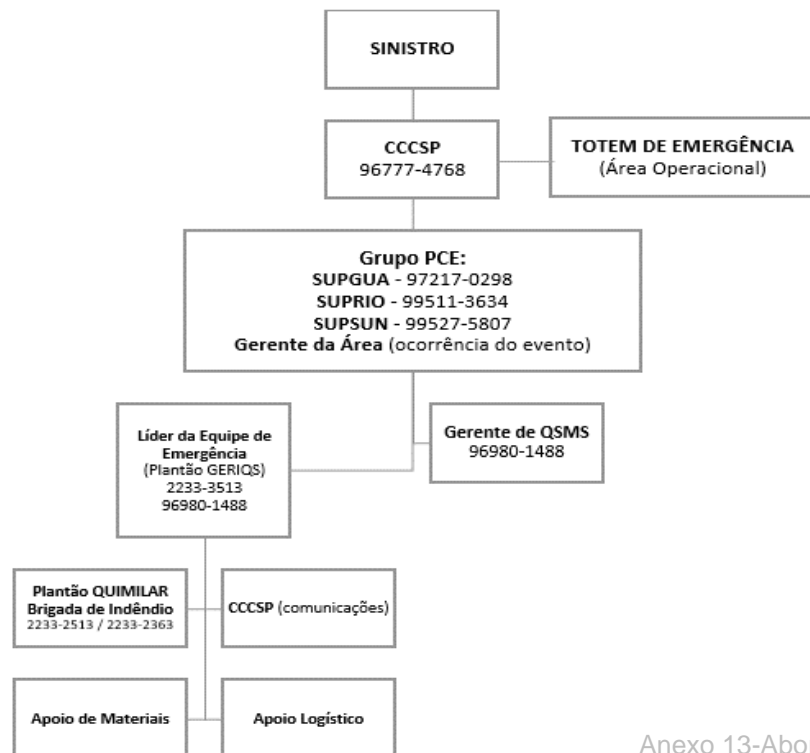 SINISTRO
CCCSP
96777-4768
TOTEM DE EMERGÊNCIA
(Área Operacional)
Grupo PCE:
SUPGUA - 97217-0298
SUPRIO - 99511-3634
SUPSUN - 99527-5807
Gerente da Área (ocorrência do evento)
Líder da Equipe de
Emergência
(Plantão GERIQS)
2233-3513
96980-1488
Gerente de QSMS
96980-1488
Plantão QUIMILAR
Brigada de Indêndio
2233-2513 / 2233-2363
CCCSP (comunicações)
Apoio de Materiais
Apoio Logístico
Anexo 13-Abo